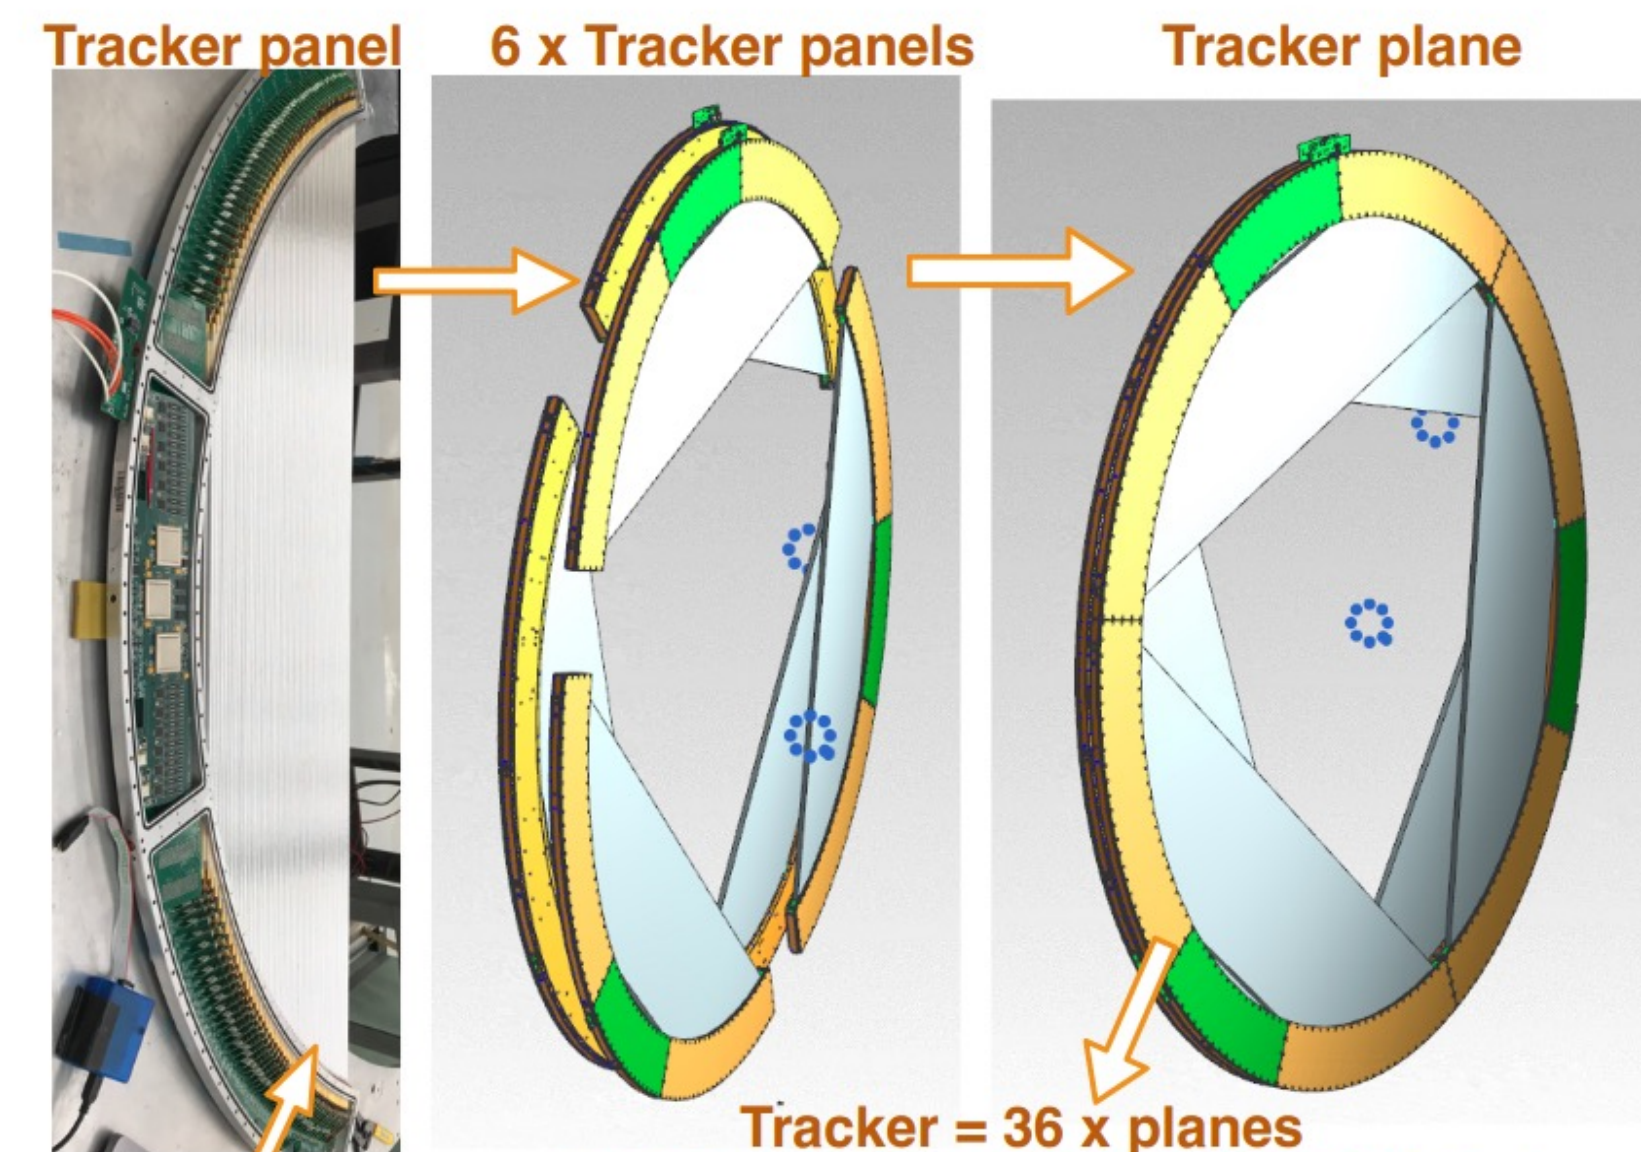 Tracker panel
6 x Tracker panels
Tracker plane
Tracker = 36 x planes